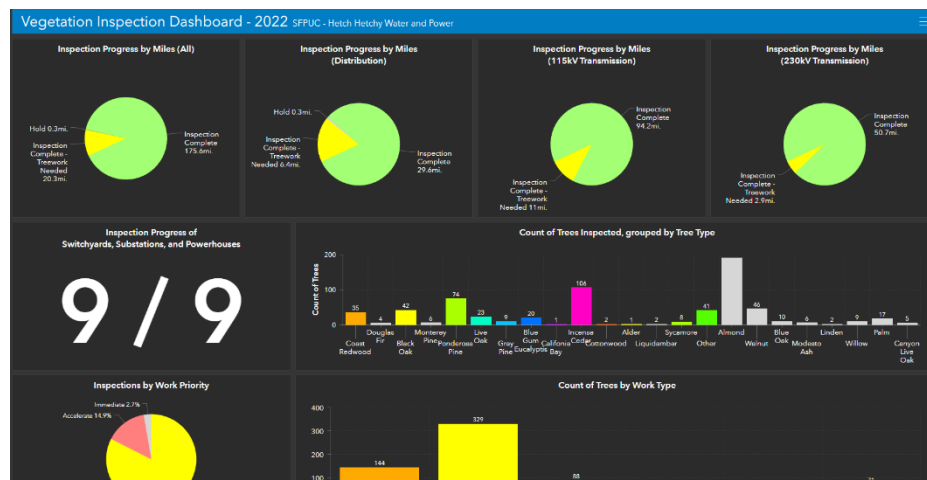 Vegetation Inspection Dashboard - 2022 SFPUC - Hetch Hetchy Water and Power
Inspection Progress by Miles (All)
Hold 0.3mi.
Inspection
Complete -
Treework
Needed
20.3mi.
Inspection
Complete
175.6mi.
Inspection Progress by Miles
(Distribution)
Hold 0.3mi.
Inspection
Complete -
Treework
Needed 6.4mi.
Inspection
Complete
29.6mi.
Inspection Progress by Miles
(115kV Transmission)
Inspection
Complete
94.2mi.
Inspection
Complete -
Treework
Needed 11mi.
Inspection Progress by Miles
(230kV Transmission)
Inspection
Complete
50.7mi.
Inspection
Complete -
Treework
Needed 2.9mi.
Inspection Progress of
Switchyards, Substations, and Powerhouses
9 / 9
Count of Trees Inspected, grouped by Tree Type
Count of Trees
200
100
0
35
4
42
6
74
23
9
20
1
106
2
1
2
8
41
46
10
6
2
9
17
5
Coast
Redwood
Douglas
Fir
Black
Oak
Monterey
Pine
Ponderosa
Pine
Live
Oak
Gray
Pine
Blue
Gum
Eucalyptis
Califonia
Bay
Incense
Cedar
Cottonwood
Alder
Liquidambar
Sycamore
Other
Almond
Walnut
Blue
Oak
Modesto
Ash
Linden
Willow
Palm
Canyon
Live
Oak
Inspections by Work Priority
Immediate 2.7%
Accelerate 14.9%
Count of Trees by Work Type
400
300
200
100
144
329
88